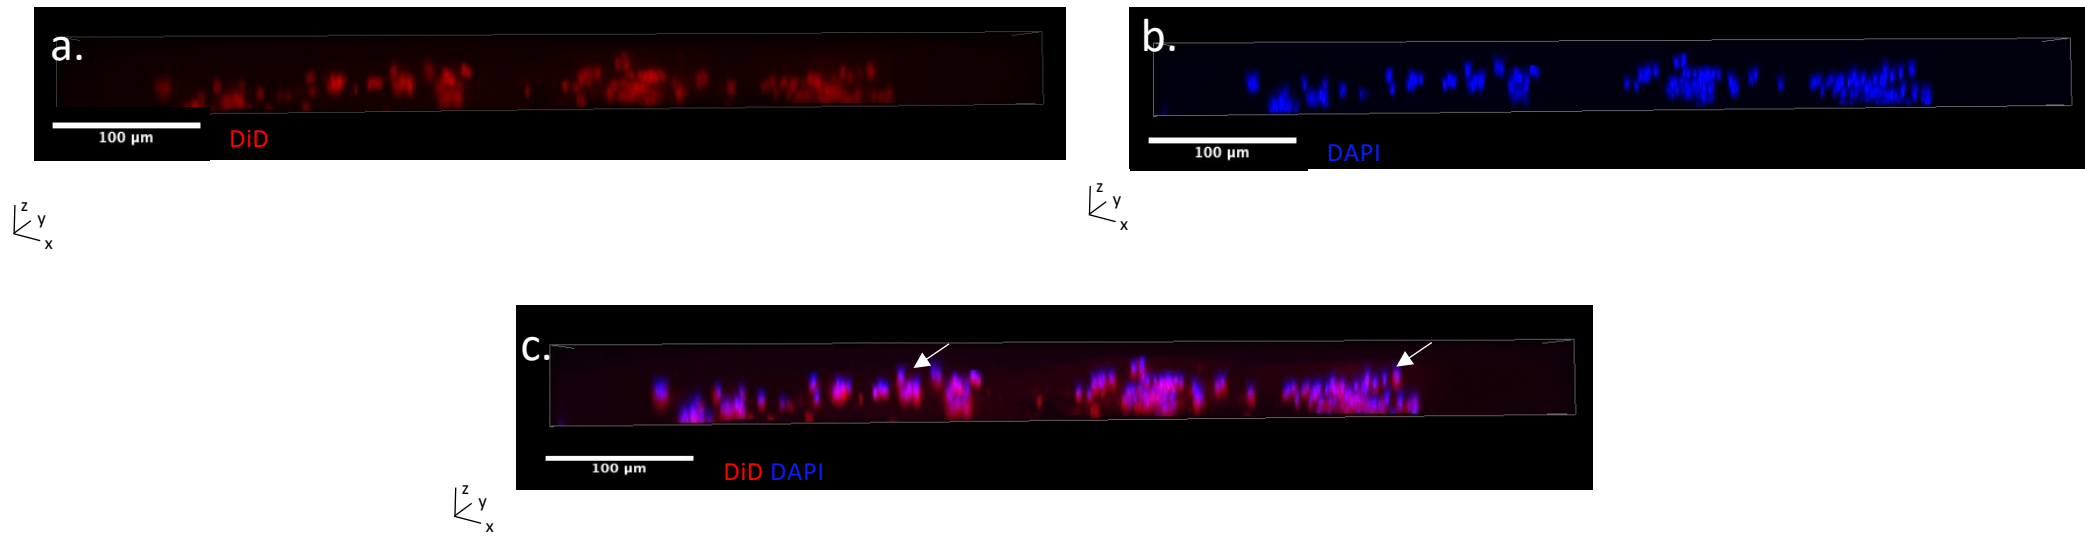 a.
100 µm
DiD
z
y
x
b.
100 µm
DAPI
z
y
x
c.
100 µm
DiD DAPI
z
y
x